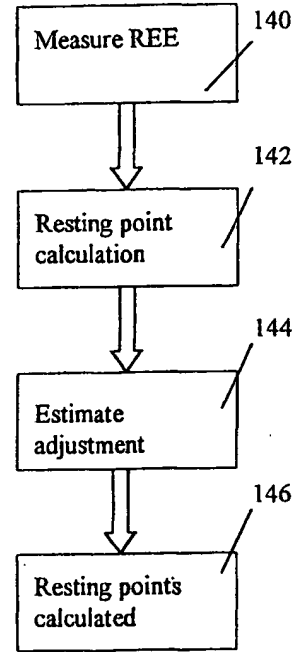 Measure REE
140
142
Resting point
calculation
144
Estimate
adjustment
146
Resting points
calculated